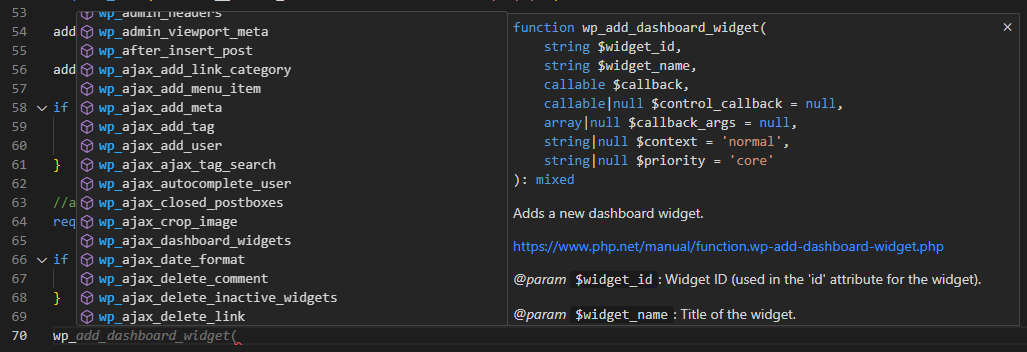 53
54 add
55
56 add
57
58 if
59
60
61 }
62
63 //a
64 req
65
66 if
67
68 }
69
70 wp_add_dashboard_widget(
wp_admin_headers
wp_admin_viewport_meta
wp_after_insert_post
wp_ajax_add_link_category
wp_ajax_add_menu_item
wp_ajax_add_meta
wp_ajax_add_tag
wp_ajax_add_user
wp_ajax_ajax_tag_search
wp_ajax_autocomplete_user
wp_ajax_closed_postboxes
wp_ajax_crop_image
wp_ajax_dashboard_widgets
wp_ajax_date_format
wp_ajax_delete_comment
wp_ajax_delete_inactive_widgets
wp_ajax_delete_link
function wp_add_dashboard_widget(
string $widget_id,
string $widget_name,
callable $callback,
callable|null $control_callback = null,
array|null $callback_args = null,
string|null $context = 'normal',
string|null $priority = 'core'
): mixed
Adds a new dashboard widget.
https://www.php.net/manual/function.wp-add-dashboard-widget.php
@param $widget_id : Widget ID (used in the 'id' attribute for the widget).
@param $widget_name : Title of the widget.